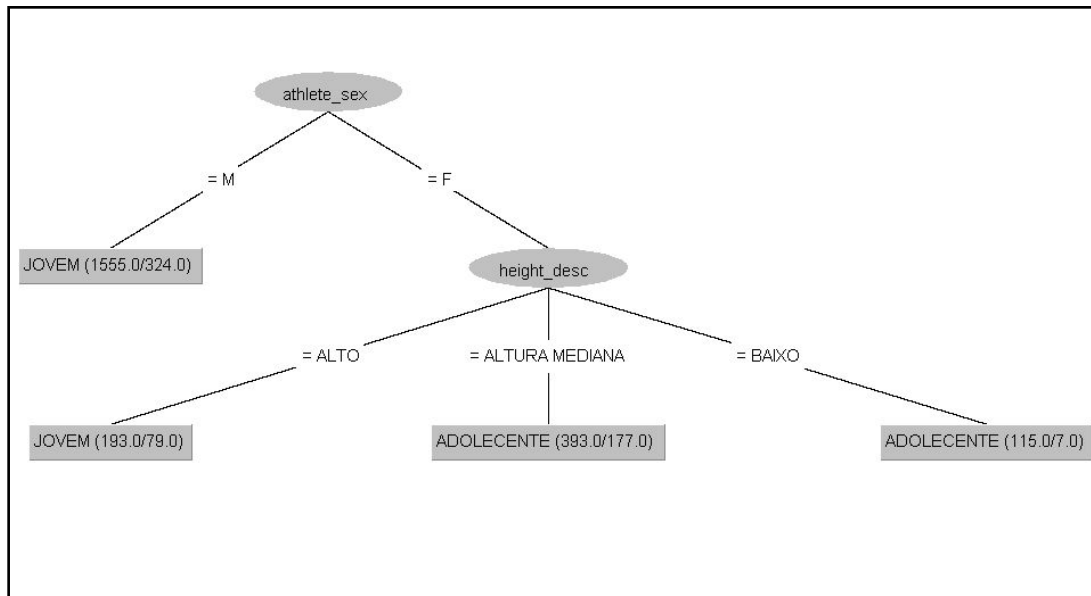 athlete_sex
= M
= F
JOVEM (1555.0/324.0)
height_desc
= ALTO
= ALTURA MEDIANA
= BAIXO
JOVEM (193.0/79.0)
ADOLECENTE (393.0/177.0)
ADOLECENTE (115.0/7.0)